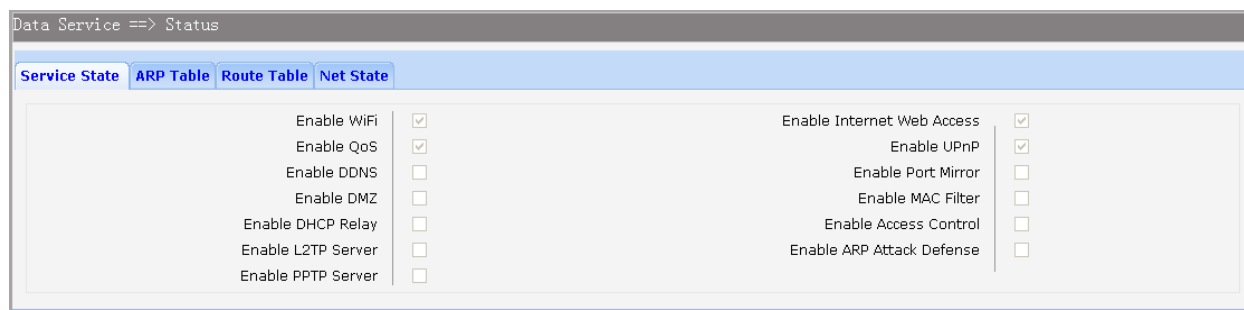 Data Service ==> Status
Service State ARP Table Route Table Net State
Enable WiFi Enable Internet Web Access
Enable QoS Enable UPnP
Enable DDNS Enable Port Mirror
Enable DMZ Enable MAC Filter
Enable DHCP Relay Enable Access Control
Enable L2TP Server Enable ARP Attack Defense
Enable PPTP Server